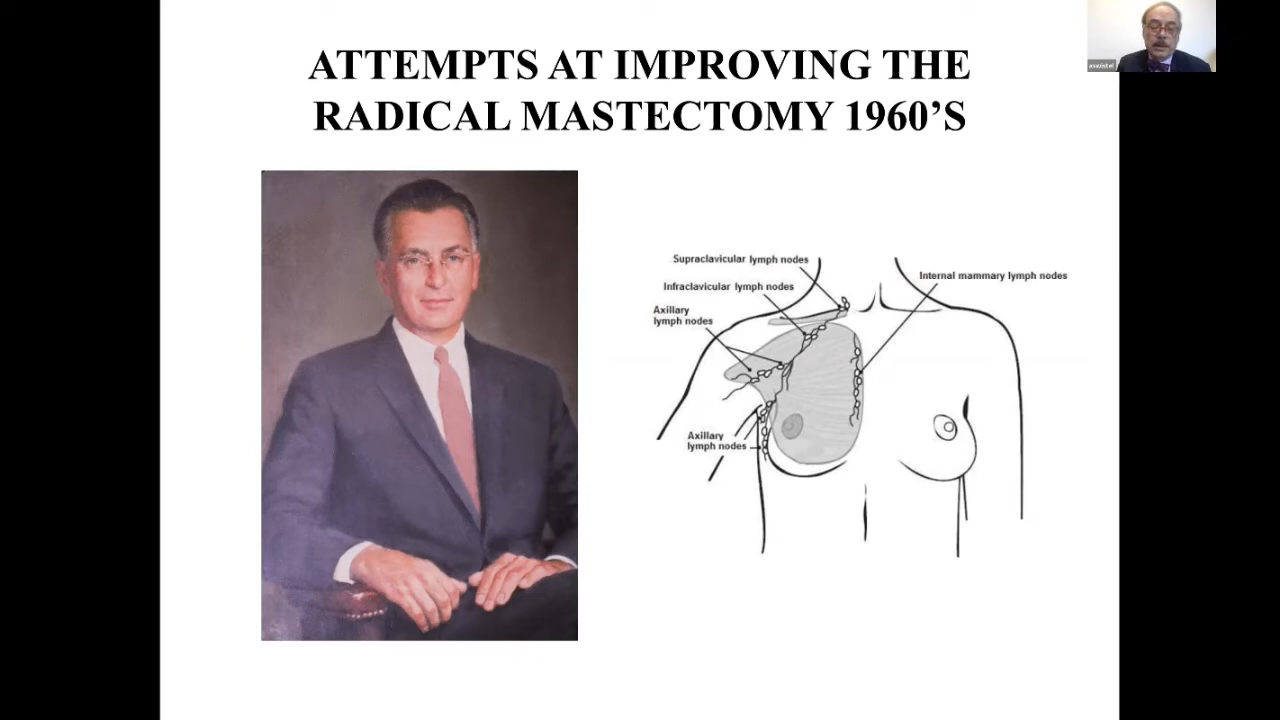 ATTEMPTS AT IMPROVING THE
RADICAL MASTECTOMY 1960’S
Supraclavicular lymph nodes
Infraclavicular lymph nodes
Internal mammary lymph nodes
Axillary
lymph nodes
Axillary
lymph nodes